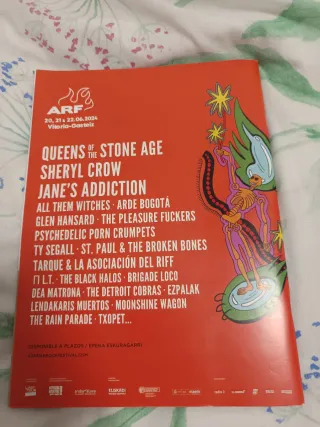 ARF
20, 21 & 22.06.2024
Vitoria-Gasteiz
QUEENS OF THE STONE AGE
SHERYL CROW
JANE'S ADDICTION
ALL THEM WITCHES · ARDE BOGOTÁ
GLEN HANSARD · THE PLEASURE FUCKERS
PSYCHEDELIC PORN CRUMPETS
TY SEGALL · ST. PAUL & THE BROKEN BONES
TARQUE & LA ASOCIACIÓN DEL RIFF
L.T. · THE BLACK HALOS · BRIGADE LOCO
DEA MATRONA · THE DETROIT COBRAS · EZPALAK
LENDAKARIS MUERTOS · MOONSHINE WAGON
THE RAIN PARADE · TXOPET...